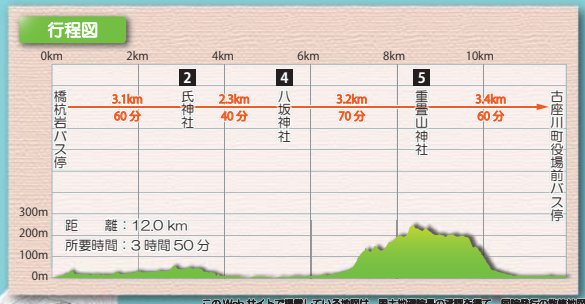 行程図
0km 2km 4km 6km 8km 10km
2 4 5
橋杭岩バス停
氏神社
八坂神社
重畳山神社
古座川町役場前バス停
3.1km 2.3km 3.2km 3.4km
60分 40分 70分 60分
300m
200m
100m
0m
距 離：12.0 km
所要時間：3 時間 50 分